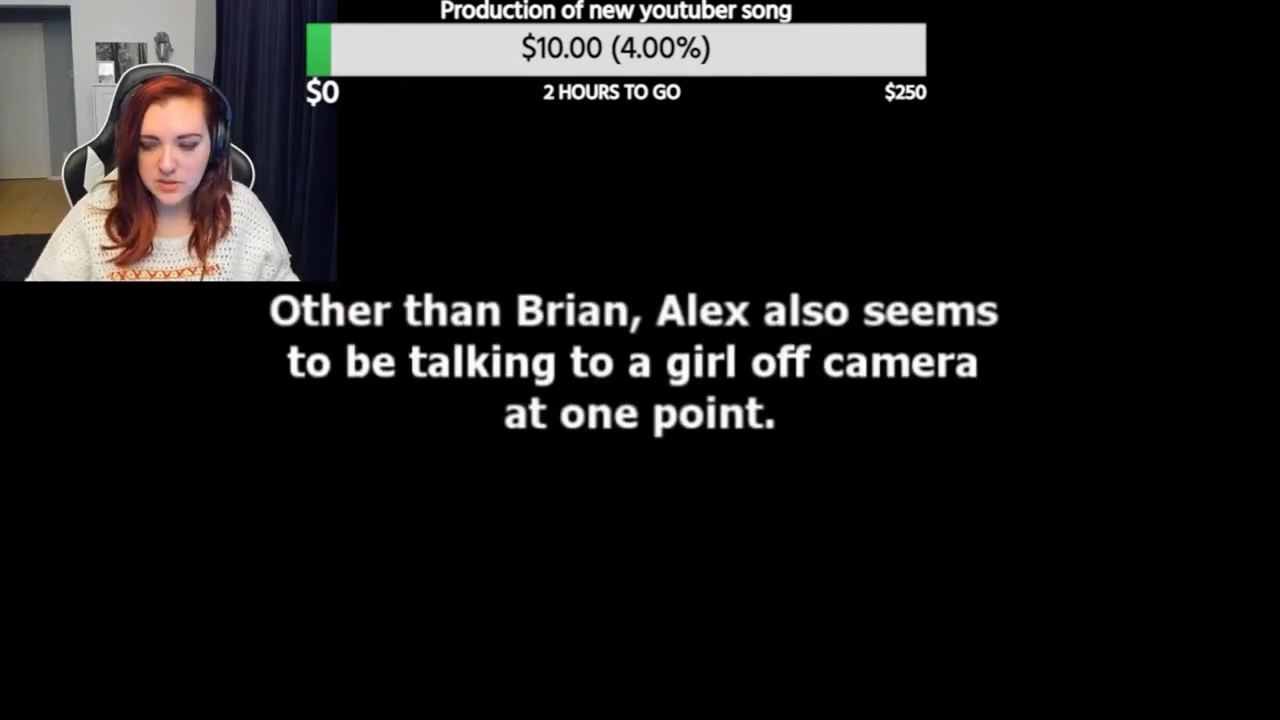 Production of new youtuber song
$10.00 (4.00%)
$0 2 HOURS TO GO $250
Other than Brian, Alex also seems
to be talking to a girl off camera
at one point.